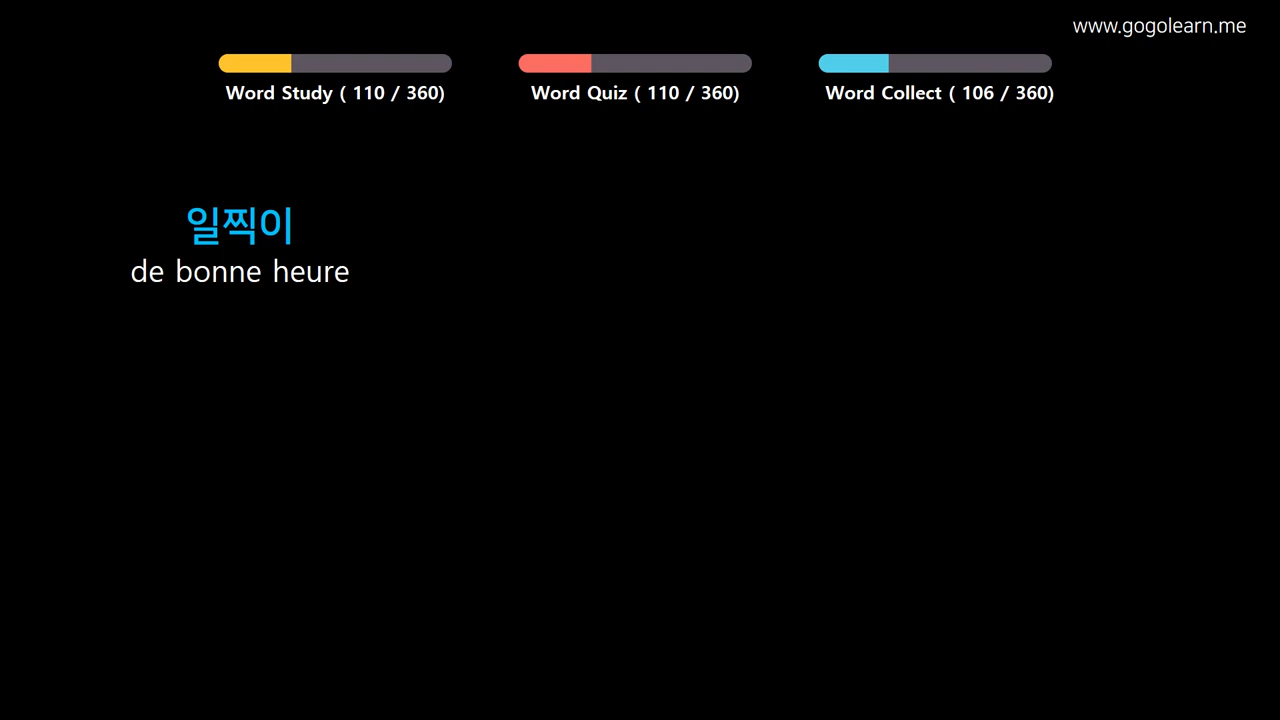 www.gogolearn.me
Word Study ( 110 / 360)
Word Quiz ( 110 / 360)
Word Collect ( 106 / 360)
일찍이
de bonne heure